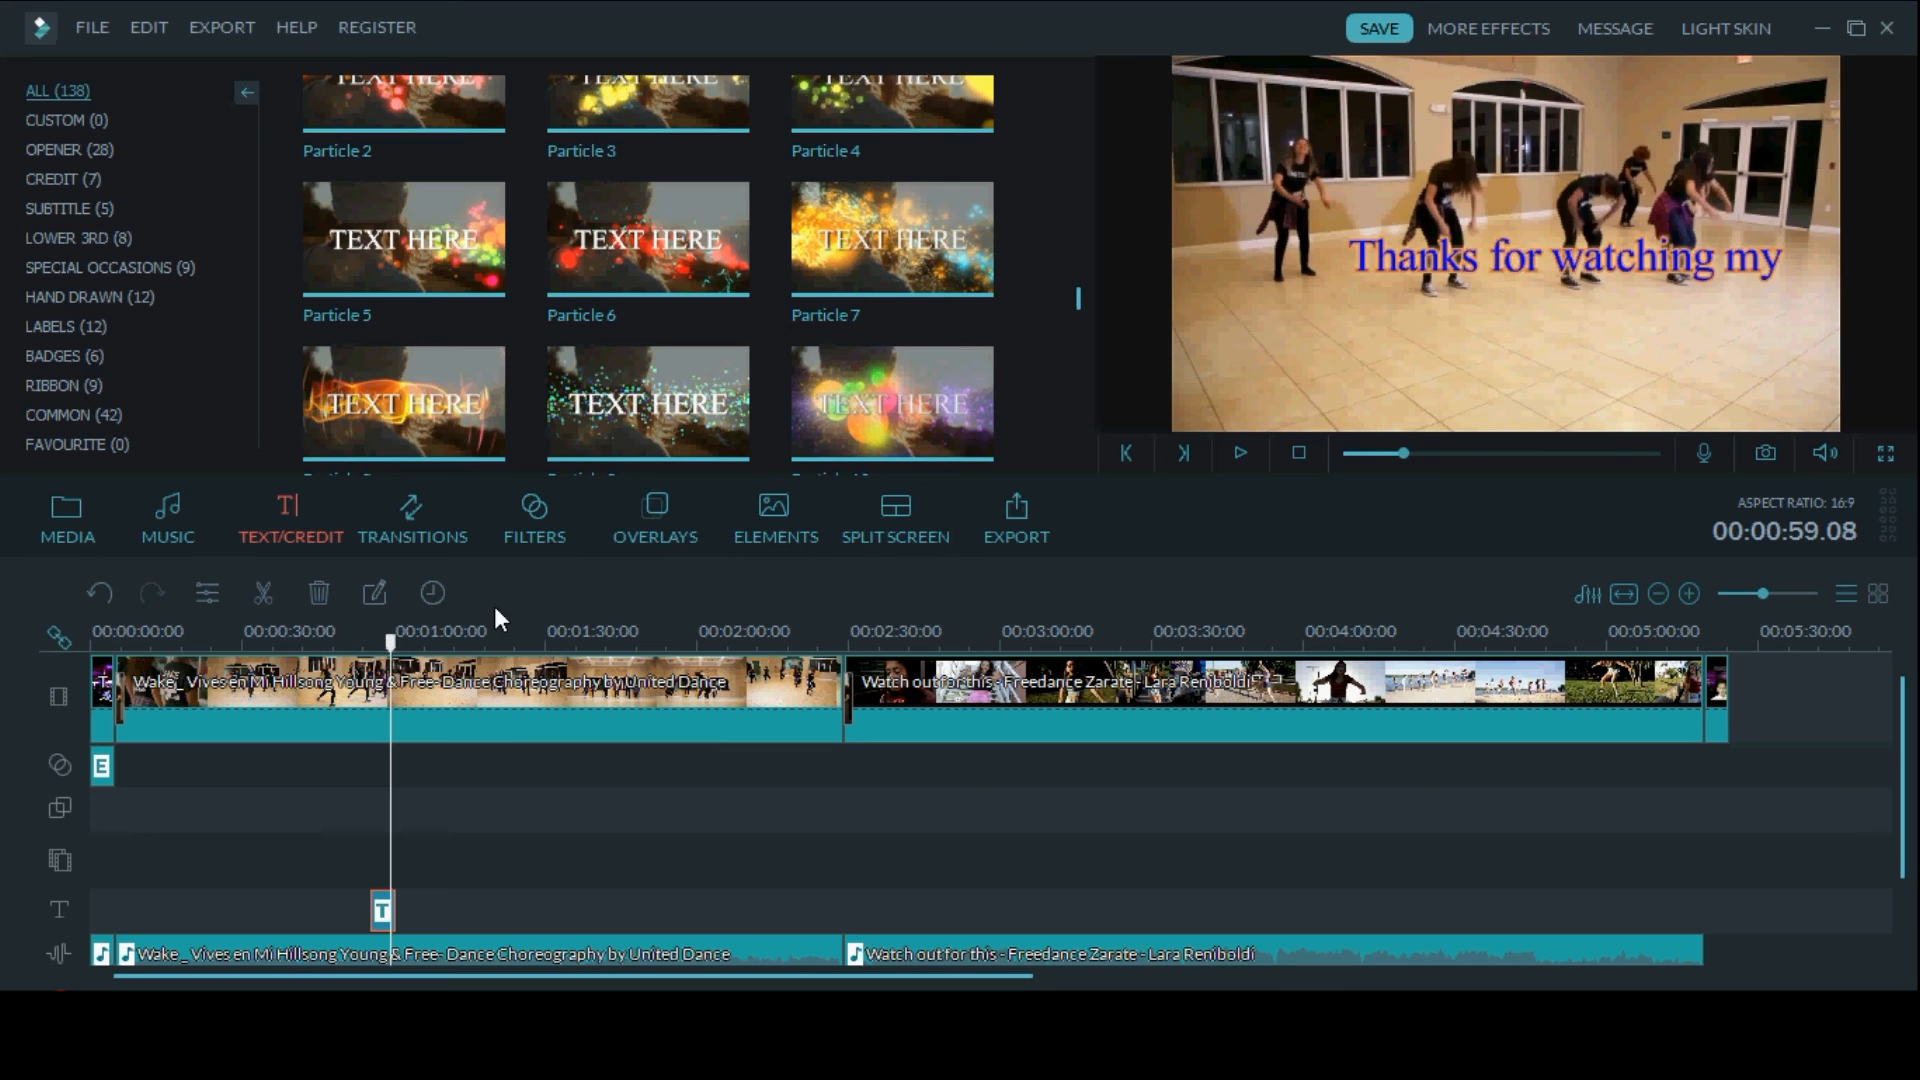 FILE EDIT EXPORT HELP REGISTER
SAVE MORE EFFECTS MESSAGE LIGHT SKIN
ALL (138)
CUSTOM (0)
OPENER (28)
CREDIT (7)
SUBTITLE (5)
LOWER 3RD (8)
SPECIAL OCCASIONS (9)
HAND DRAWN (12)
LABELS (12)
BADGES (6)
RIBBON (9)
COMMON (42)
FAVOURITE (0)
TEXT HERE TEXT HERE TEXT HERE
Particle 2 Particle 3 Particle 4
TEXT HERE TEXT HERE TEXT HERE
Particle 5 Particle 6 Particle 7
TEXT HERE TEXT HERE TEXT HERE
Thanks for watching my
MEDIA MUSIC TEXT/CREDIT TRANSITIONS FILTERS OVERLAYS ELEMENTS SPLIT SCREEN EXPORT
ASPECT RATIO: 16:9
00:00:59.08
00:00:00:00 00:00:30:00 00:01:00:00 00:01:30:00 00:02:00:00 00:02:30:00 00:03:00:00 00:03:30:00 00:04:00:00 00:04:30:00 00:05:00:00 00:05:30:00
Wake_ Vives en Mi Hillsong Young & Free- Dance Choreography by United Dance
Watch out for this - Freedance Zarate - Lara Reniboldi
E
T
Wake_ Vives en Mi Hillsong Young & Free- Dance Choreography by United Dance
Watch out for this - Freedance Zarate - Lara Reniboldi